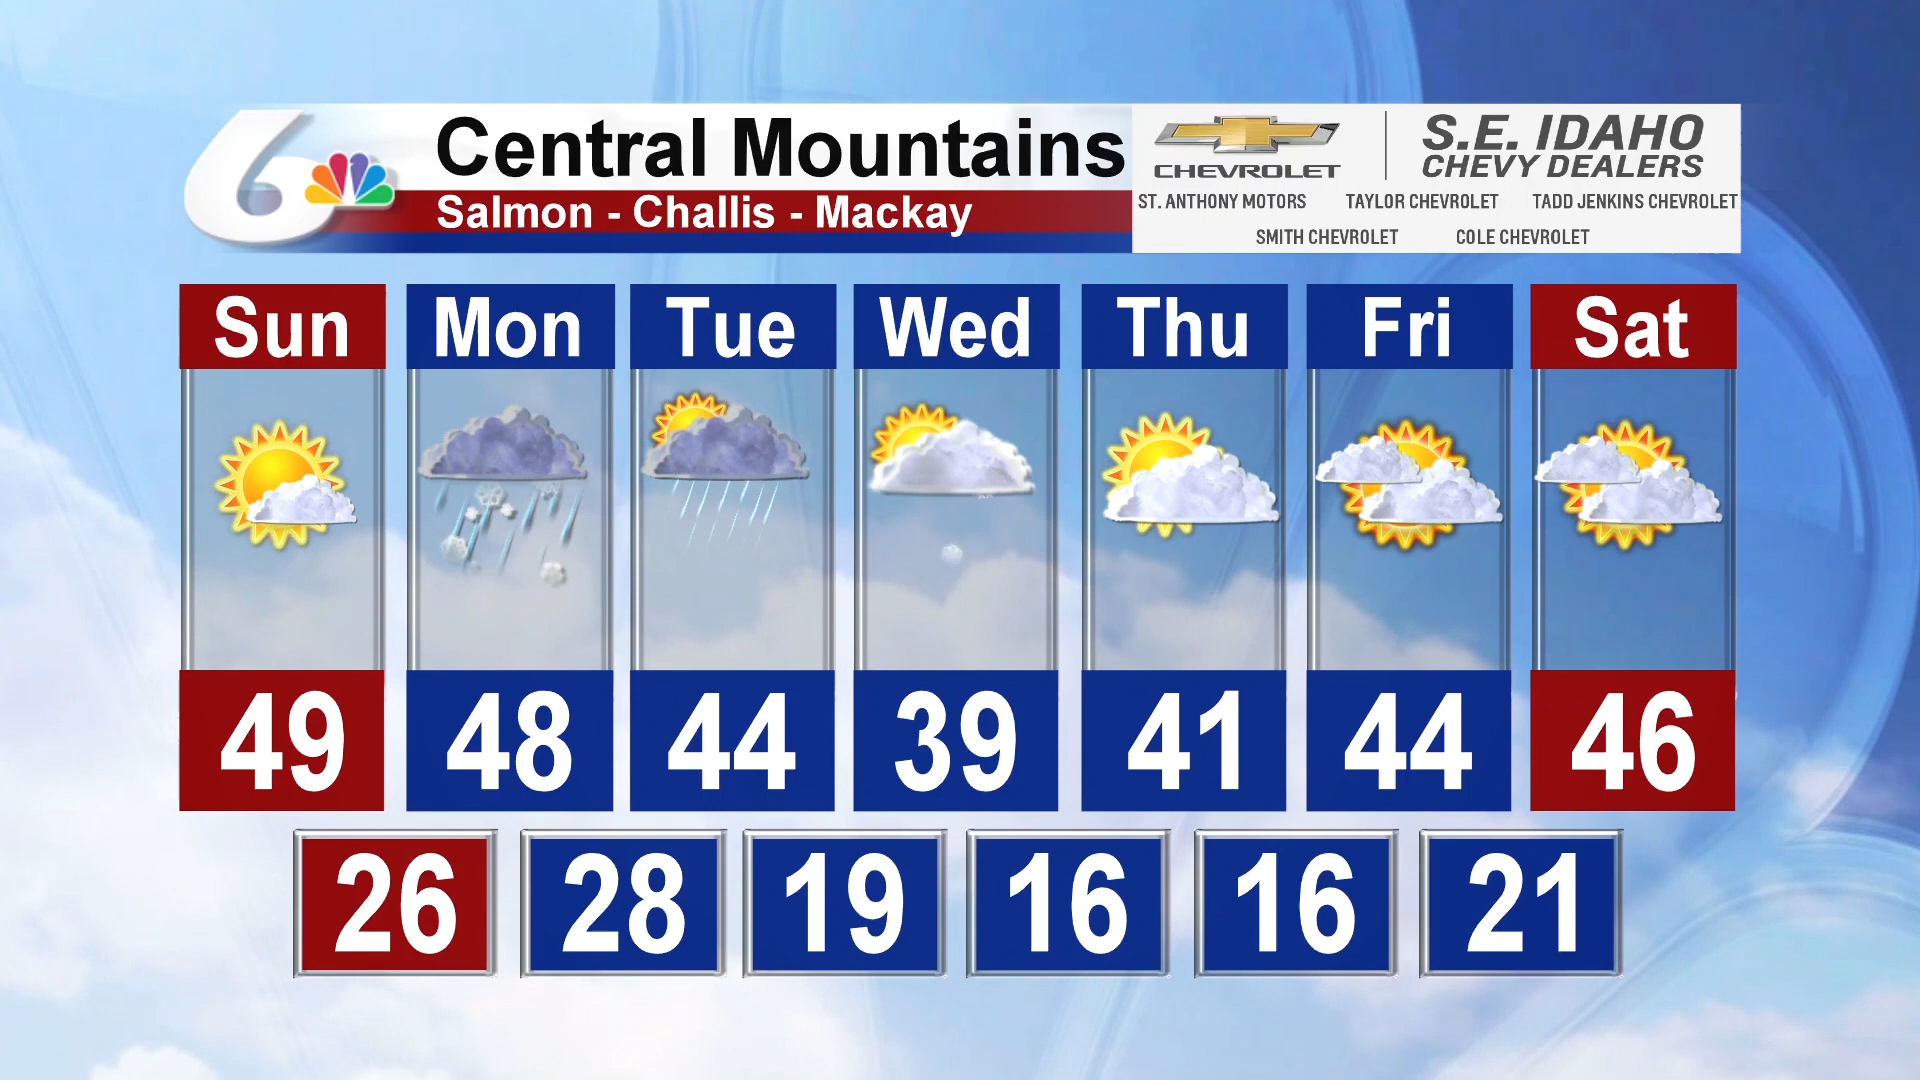 6
Central Mountains
Salmon - Challis - Mackay
CHEVROLET
S.E. IDAHO
CHEVY DEALERS
ST. ANTHONY MOTORS TAYLOR CHEVROLET TADD JENKINS CHEVROLET
SMITH CHEVROLET COLE CHEVROLET
Sun Mon Tue Wed Thu Fri Sat
49 48 44 39 41 44 46
26 28 19 16 16 21